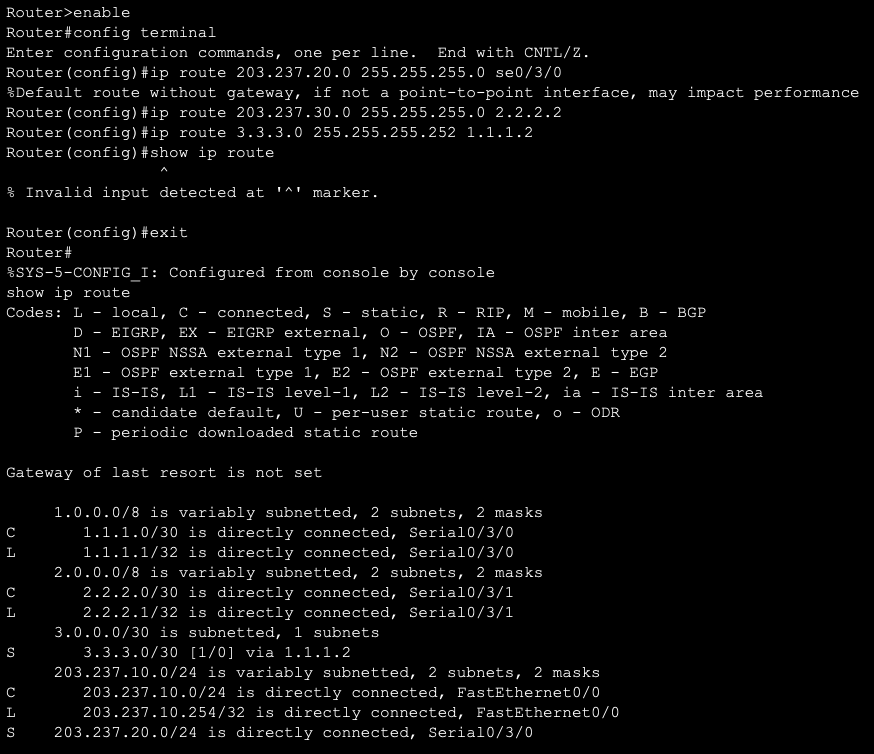 Router>enable
Router#config terminal
Enter configuration commands, one per line.  End with CNTL/Z.
Router(config)#ip route 203.237.20.0 255.255.255.0 se0/3/0
%Default route without gateway, if not a point-to-point interface, may impact performance
Router(config)#ip route 203.237.30.0 255.255.255.0 2.2.2.2
Router(config)#ip route 3.3.3.0 255.255.255.252 1.1.1.2
Router(config)#show ip route
                ^
% Invalid input detected at '^' marker.

Router(config)#exit
Router#
%SYS-5-CONFIG_I: Configured from console by console
show ip route
Codes: L - local, C - connected, S - static, R - RIP, M - mobile, B - BGP
       D - EIGRP, EX - EIGRP external, O - OSPF, IA - OSPF inter area
       N1 - OSPF NSSA external type 1, N2 - OSPF NSSA external type 2
       E1 - OSPF external type 1, E2 - OSPF external type 2, E - EGP
       i - IS-IS, L1 - IS-IS level-1, L2 - IS-IS level-2, ia - IS-IS inter area
       * - candidate default, U - per-user static route, o - ODR
       P - periodic downloaded static route

Gateway of last resort is not set

     1.0.0.0/8 is variably subnetted, 2 subnets, 2 masks
C       1.1.1.0/30 is directly connected, Serial0/3/0
L       1.1.1.1/32 is directly connected, Serial0/3/0
     2.0.0.0/8 is variably subnetted, 2 subnets, 2 masks
C       2.2.2.0/30 is directly connected, Serial0/3/1
L       2.2.2.1/32 is directly connected, Serial0/3/1
     3.0.0.0/30 is subnetted, 1 subnets
S       3.3.3.0/30 [1/0] via 1.1.1.2
     203.237.10.0/24 is variably subnetted, 2 subnets, 2 masks
C       203.237.10.0/24 is directly connected, FastEthernet0/0
L       203.237.10.254/32 is directly connected, FastEthernet0/0
S    203.237.20.0/24 is directly connected, Serial0/3/0